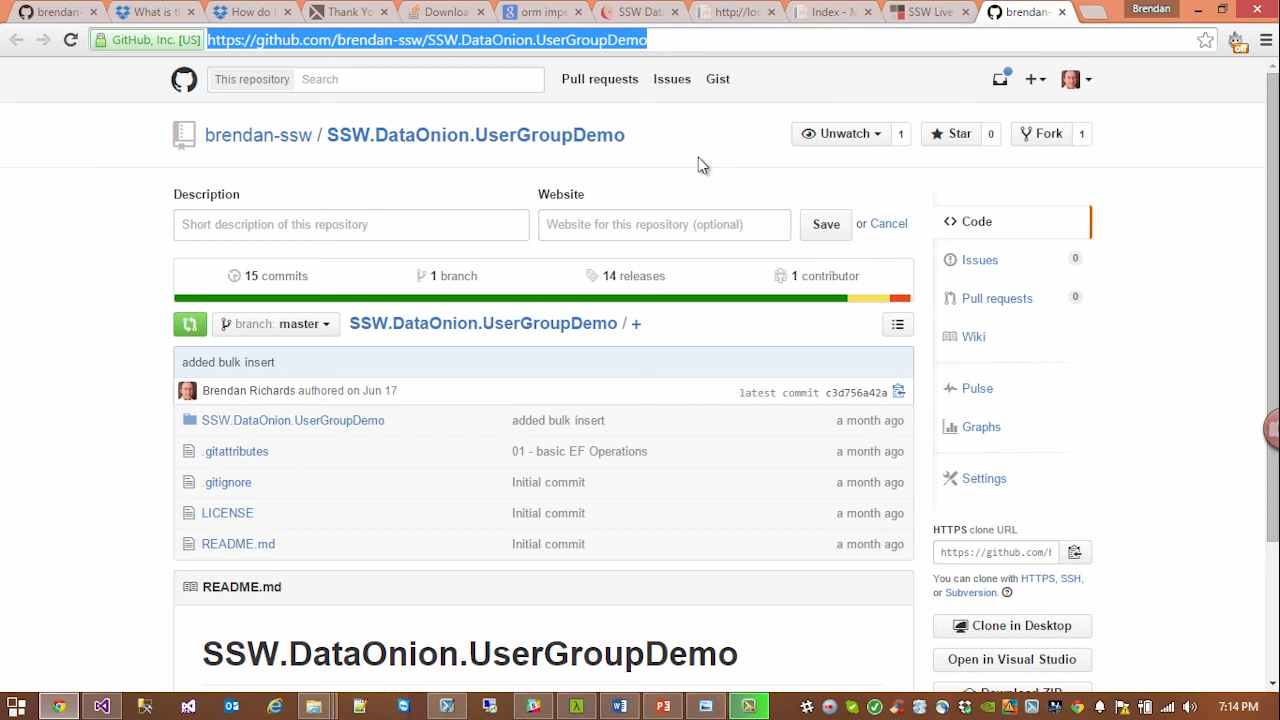 brendan-
What is t
How do
Thank Yo
Downloa
orm impe
SSW Dat
http://loc
Index - M
SSW Live
brendan-
Brendan
GitHub, Inc. [US]
https://github.com/brendan-ssw/SSW.DataOnion.UserGroupDemo
off
This repository
Search
Pull requests
Issues
Gist
brendan-ssw / SSW.DataOnion.UserGroupDemo
Unwatch 1
Star 0
Fork 1
Description
Website
Short description of this repository
Website for this repository (optional)
Save
or Cancel
15 commits
1 branch
14 releases
1 contributor
branch: master
SSW.DataOnion.UserGroupDemo / +
added bulk insert
Brendan Richards authored on Jun 17
latest commit c3d756a42a
SSW.DataOnion.UserGroupDemo added bulk insert a month ago
.gitattributes 01 - basic EF Operations a month ago
.gitignore Initial commit a month ago
LICENSE Initial commit a month ago
README.md Initial commit a month ago
README.md
SSW.DataOnion.UserGroupDemo
Code
Issues 0
Pull requests 0
Wiki
Pulse
Graphs
Settings
HTTPS clone URL
https://github.com/b
You can clone with HTTPS, SSH,
or Subversion.
Clone in Desktop
Open in Visual Studio
Download ZIP
7:14 PM